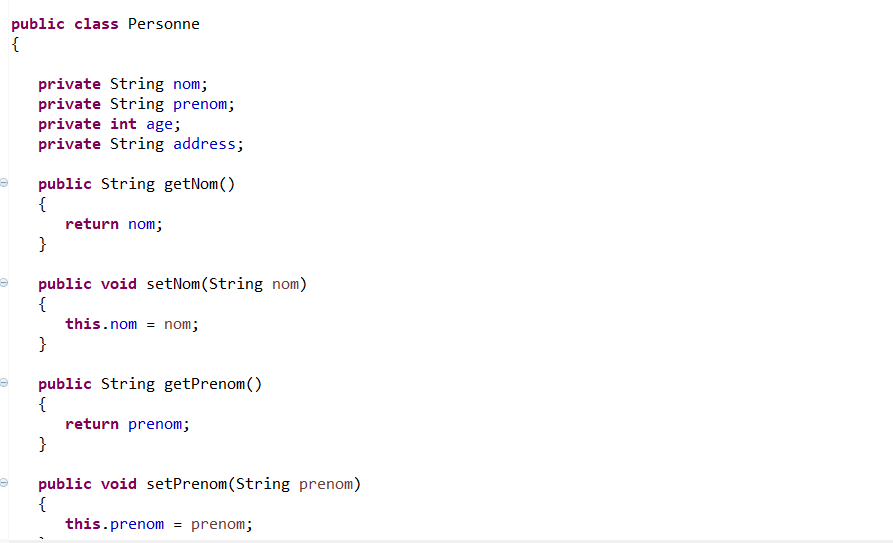 public class Personne
{
private String nom;
private String prenom;
private int age;
private String address;
public String getNom()
{
return nom;
}
public void setNom(String nom)
{
this.nom = nom;
}
public String getPrenom()
{
return prenom;
}
public void setPrenom(String prenom)
{
this.prenom = prenom;